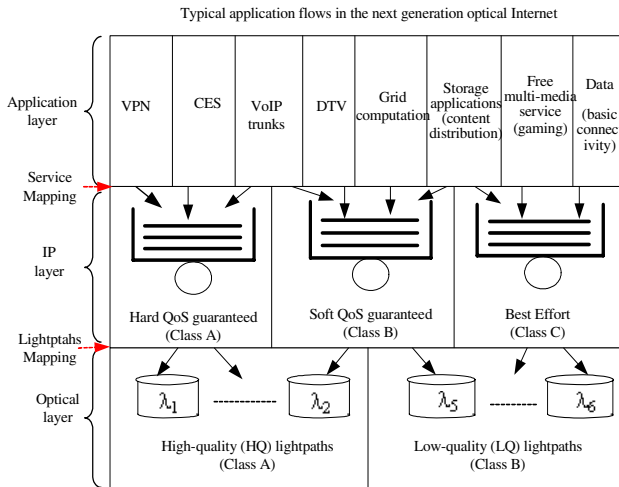 Typical application flows in the next generation optical Internet
Application
layer
VPN
CES
VoIP
trunks
DTV
Grid
computation
Storage
applications
(content
distribution)
Free
multi-media
service
(gaming)
Data
(basic
connect
ivity)
Service
Mapping
IP
layer
Hard QoS guaranteed
(Class A)
Soft QoS guaranteed
(Class B)
Best Effort
(Class C)
Lightptahs
Mapping
Optical
layer
λ1
λ2
λ5
λ6
High-quality (HQ) lightpaths
(Class A)
Low-quality (LQ) lightpaths
(Class B)